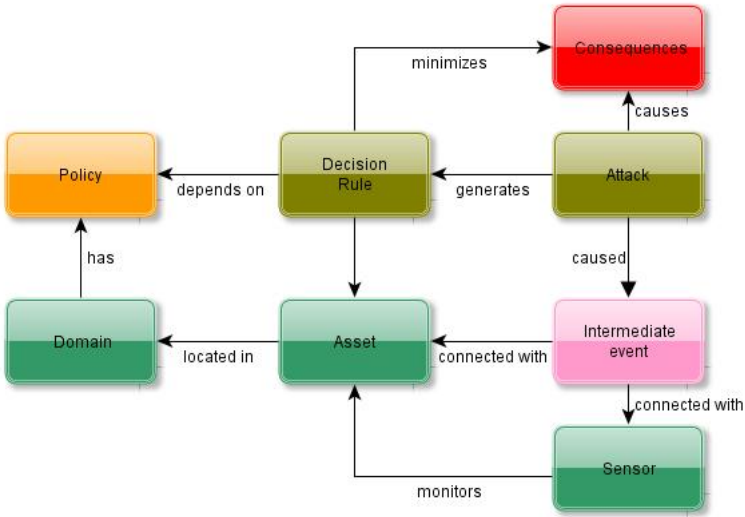 Consequences
minimizes
causes
Policy
depends on
Decision
Rule
generates
Attack
has
caused
Domain
located in
Asset
connected with
Intermediate
event
connected with
Sensor
monitors